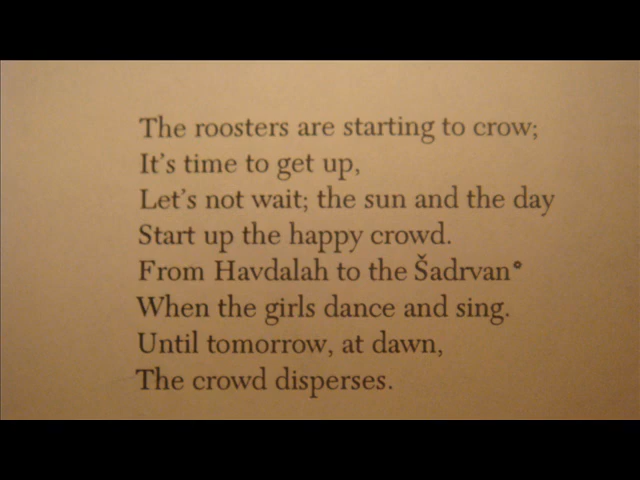 The roosters are starting to crow;
It's time to get up,
Let's not wait; the sun and the day
Start up the happy crowd.
From Havdalah to the Šadrvan°
When the girls dance and sing.
Until tomorrow, at dawn,
The crowd disperses.